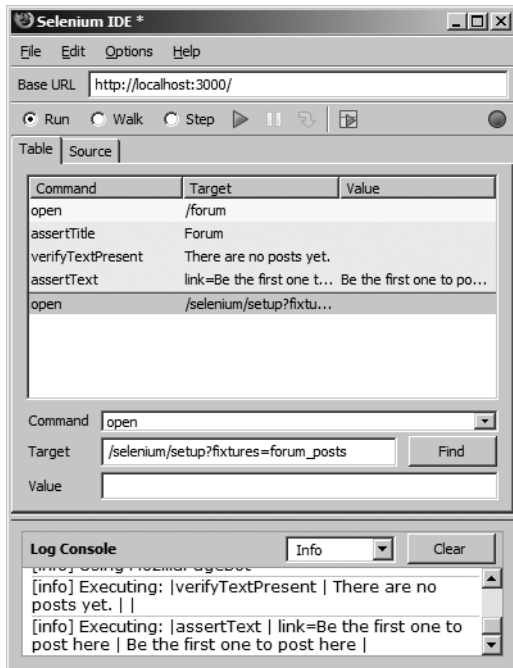 Selenium IDE *
File Edit Options Help
Base URL http://localhost:3000/
Run Walk Step
Table Source
Command Target Value
open /forum
assertTitle Forum
verifyTextPresent There are no posts yet.
assertText link=Be the first one t... Be the first one to po...
open /selenium/setup?fixtu...
Command open
Target /selenium/setup?fixtures=forum_posts Find
Value
Log Console Info Clear
[info] Executing: |verifyTextPresent | There are no
posts yet. | |
[info] Executing: |assertText | link=Be the first one to
post here | Be the first one to post here |